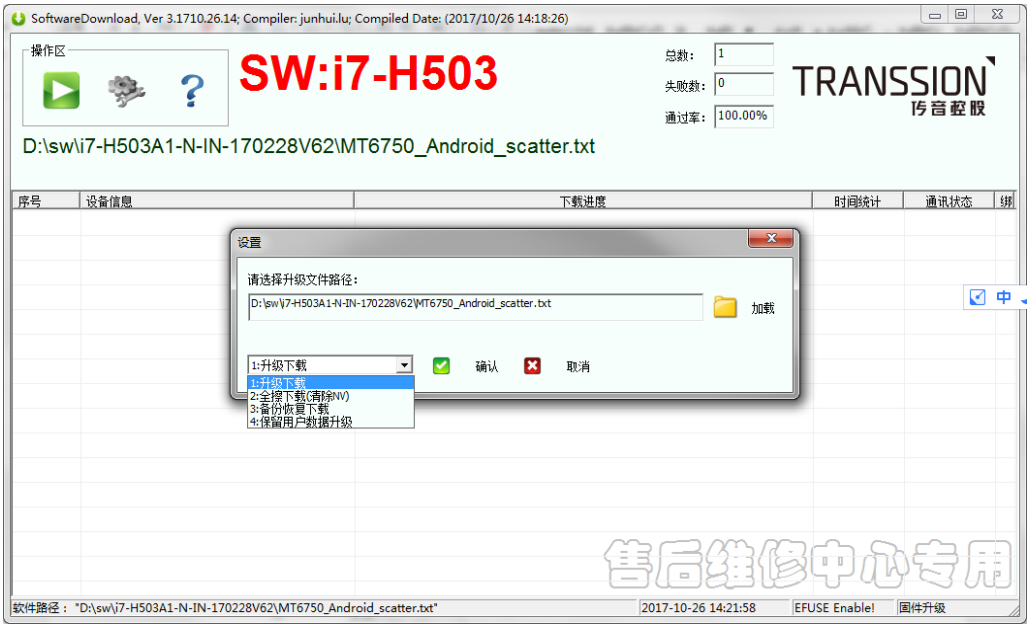 SoftwareDownload, Ver 3.1710.26.14; Compiler: junhui.lu; Compiled Date: (2017/10/26 14:18:26)
操作区
SW:i7-H503
总数: 1
失败数: 0
通过率: 100.00%
TRANSSION
传音控股
D:\sw\i7-H503A1-N-IN-170228V62\MT6750_Android_scatter.txt
序号 设备信息 下载进度 时间统计 通讯状态 绑
设置
请选择升级文件路径:
D:\sw\i7-H503A1-N-IN-170228V62\MT6750_Android_scatter.txt
加载
中
1:升级下载
确认
取消
1:升级下载
2:全擦下载(清除NV)
3:备份恢复下载
4:保留用户数据升级
售后维修中心专用
软件路径: "D:\sw\i7-H503A1-N-IN-170228V62\MT6750_Android_scatter.txt" 2017-10-26 14:21:58 EFUSE Enable! 固件升级